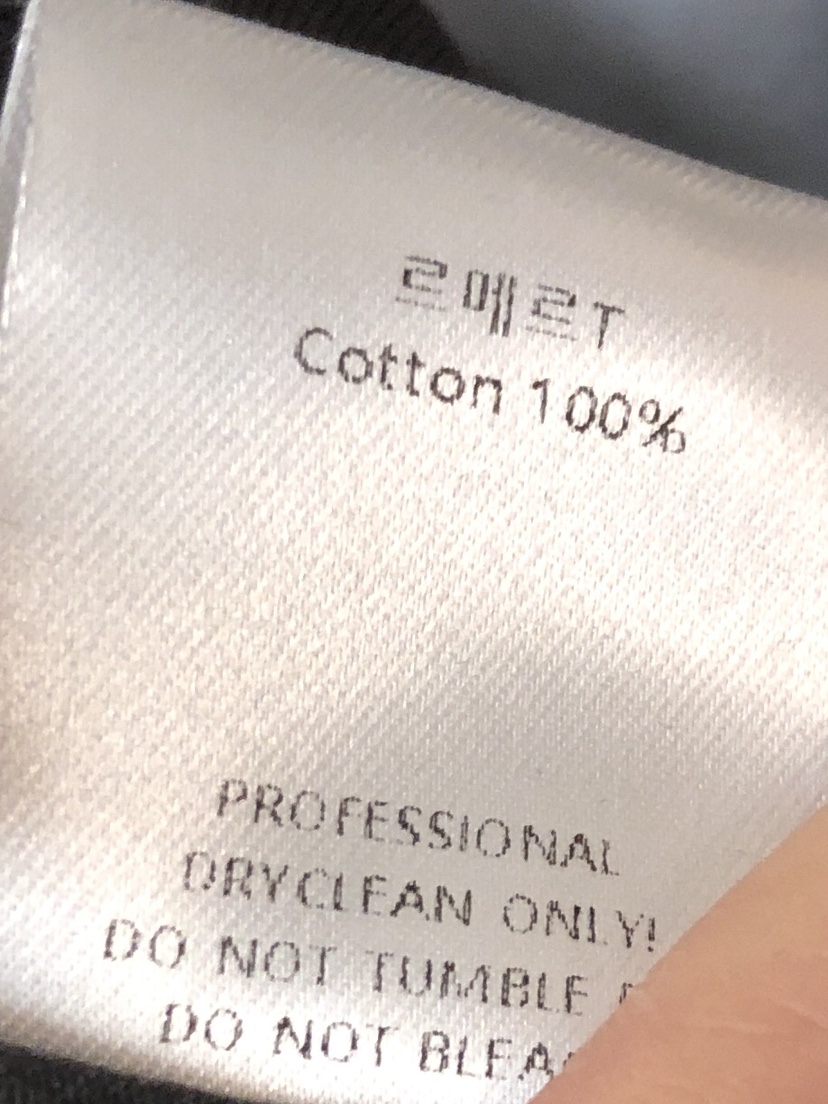 르메르T
Cotton 100%
PROFESSIONAL
DRYCLEAN ONLY!
DO NOT TUMBLE
DO NOT